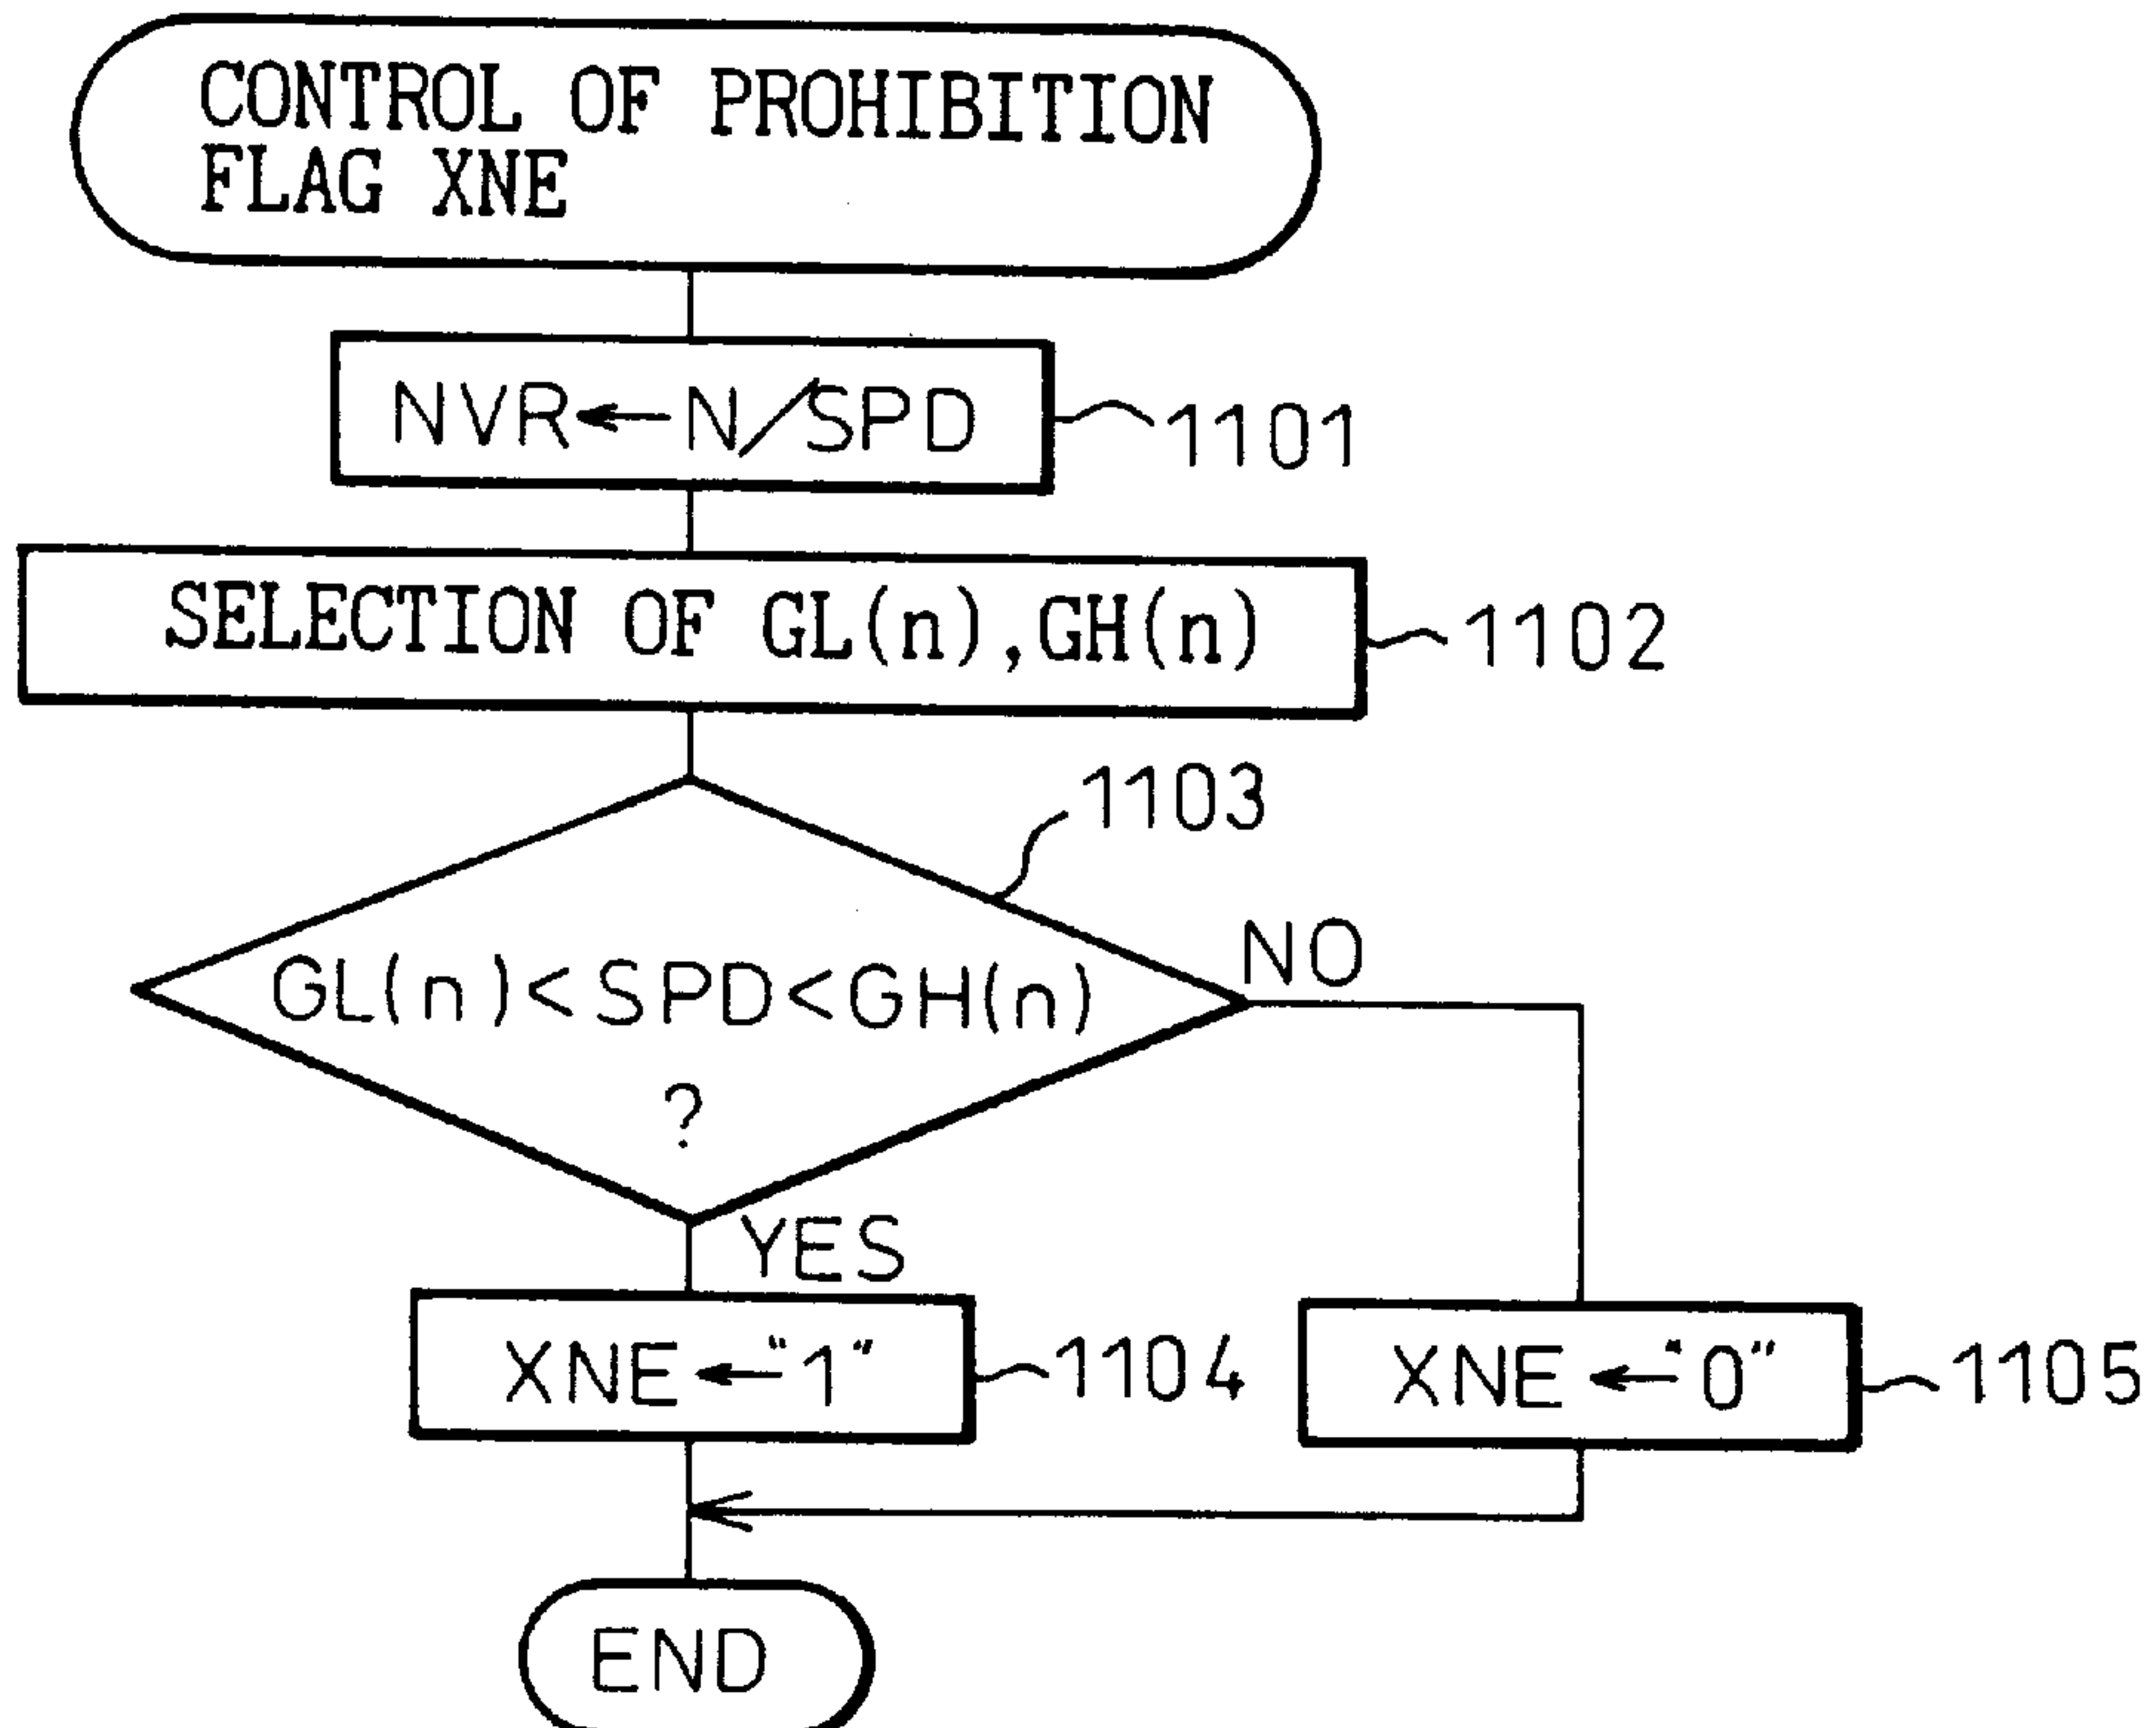 CONTROL OF PROHIBITION
FLAG XNE
NVR←N/SPD
1101
SELECTION OF GL(n),GH(n)
1102
1103
GL(n)<SPD<GH(n)
?
NO
YES
XNE←"1"
1104
XNE←"0"
1105
END